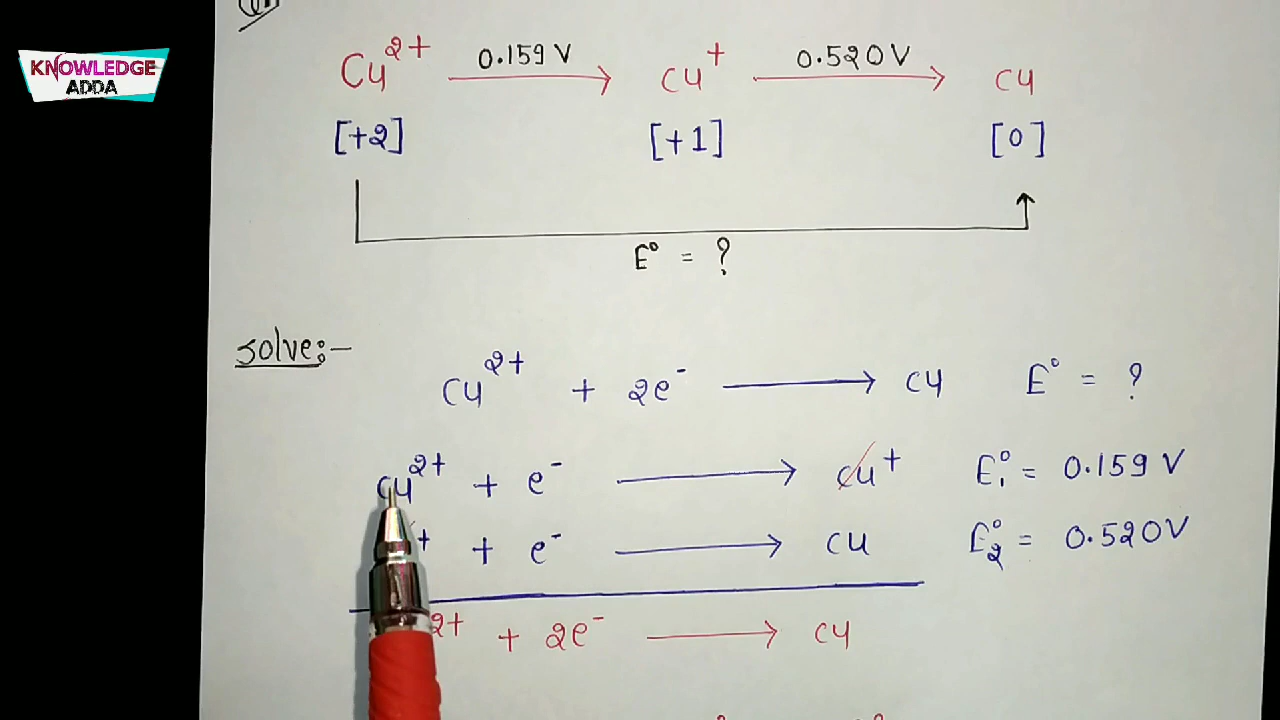 KNOWLEDGE
ADDA
Cu²⁺ 0.159 V → Cu⁺ 0.520 V → Cu
[+2] [+1] [0]
E° = ?
Solve:-
Cu²⁺ + 2e⁻ → Cu E° = ?
Cu²⁺ + e⁻ → Cu⁺ E₁° = 0.159 V
⁺ + e⁻ → Cu E₂° = 0.520 V
²⁺ + 2e⁻ → Cu